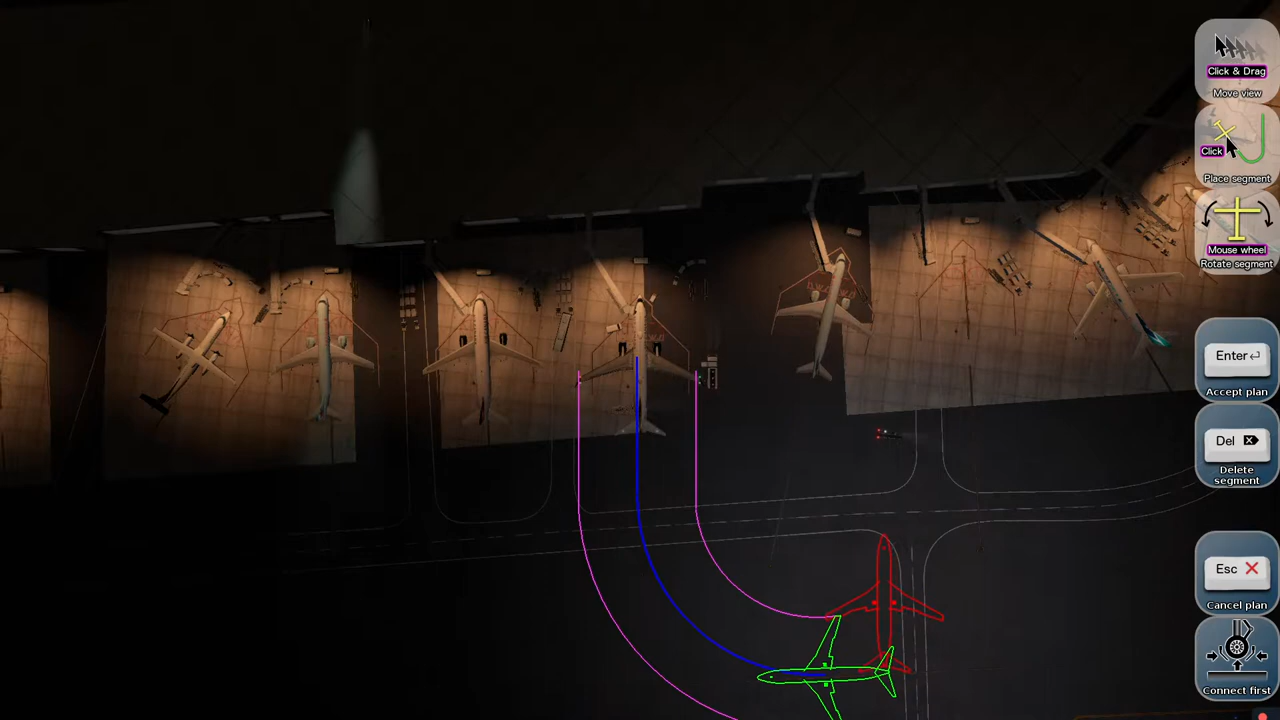 Click & Drag
Move view
Click
Place segment
Mouse wheel
Rotate segment
Enter↵
Accept plan
Del
Delete
segment
Esc
Cancel plan
Connect first